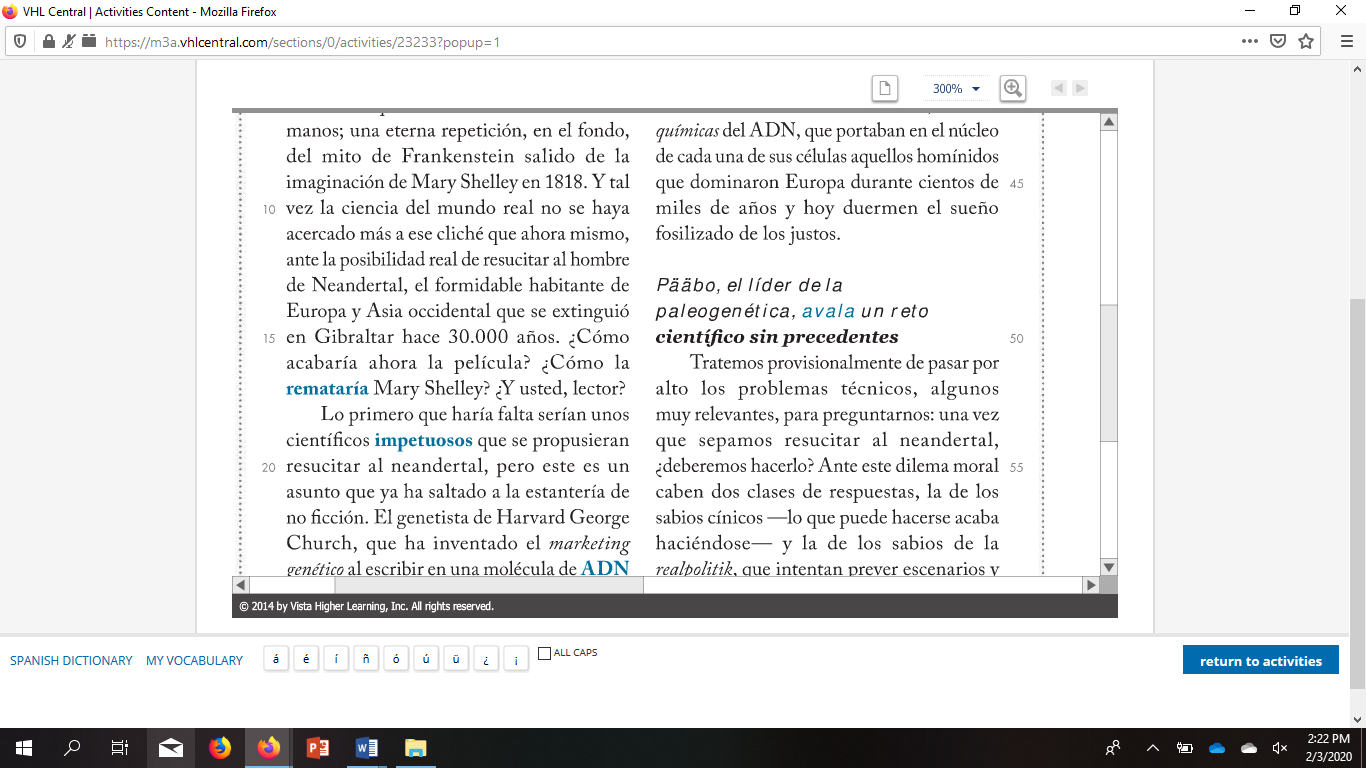 VHL Central | Activities Content - Mozilla Firefox
https://m3a.vhlcentral.com/sections/0/activities/23233?popup=1
300%
manos; una eterna repetición, en el fondo,
del mito de Frankenstein salido de la
imaginación de Mary Shelley en 1818. Y tal
10 vez la ciencia del mundo real no se haya
acercado más a ese cliché que ahora mismo,
ante la posibilidad real de resucitar al hombre
de Neandertal, el formidable habitante de
Europa y Asia occidental que se extinguió
15 en Gibraltar hace 30.000 años. ¿Cómo
acabaría ahora la película? ¿Cómo la
remataría Mary Shelley? ¿Y usted, lector?
Lo primero que haría falta serían unos
científicos impetuosos que se propusieran
20 resucitar al neandertal, pero este es un
asunto que ya ha saltado a la estantería de
no ficción. El genetista de Harvard George
Church, que ha inventado el marketing
genético al escribir en una molécula de ADN
químicas del ADN, que portaban en el núcleo
de cada una de sus células aquellos homínidos
que dominaron Europa durante cientos de 45
miles de años y hoy duermen el sueño
fosilizado de los justos.
Pääbo, el líder de la
paleogenética, avala un reto
científico sin precedentes 50
Tratemos provisionalmente de pasar por
alto los problemas técnicos, algunos
muy relevantes, para preguntarnos: una vez
que sepamos resucitar al neandertal,
¿deberemos hacerlo? Ante este dilema moral 55
caben dos clases de respuestas, la de los
sabios cínicos —lo que puede hacerse acaba
haciéndose— y la de los sabios de la
realpolitik, que intentan prever escenarios y
© 2014 by Vista Higher Learning, Inc. All rights reserved.
SPANISH DICTIONARY MY VOCABULARY á é í ñ ó ú ü ¿ ¡ ALL CAPS return to activities
2:22 PM
2/3/2020